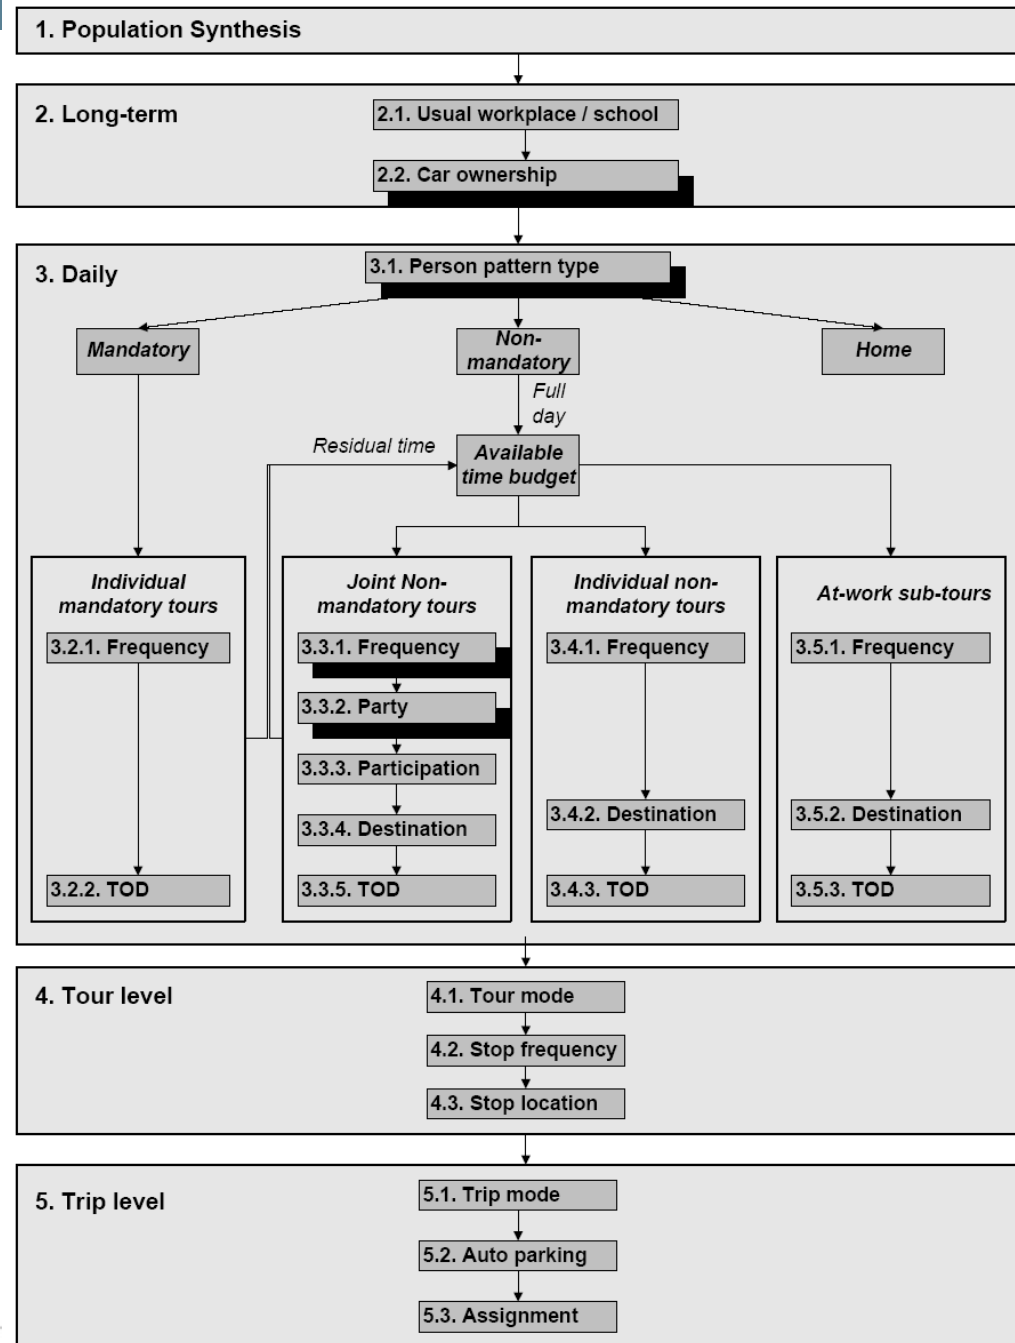 1. Population Synthesis
2. Long-term
2.1. Usual workplace / school
2.2. Car ownership
3. Daily
3.1. Person pattern type
Mandatory
Non-
mandatory
Home
Full
day
Residual time
Available
time budget
Individual
mandatory tours
3.2.1. Frequency
3.2.2. TOD
Joint Non-
mandatory tours
3.3.1. Frequency
3.3.2. Party
3.3.3. Participation
3.3.4. Destination
3.3.5. TOD
Individual non-
mandatory tours
3.4.1. Frequency
3.4.2. Destination
3.4.3. TOD
At-work sub-tours
3.5.1. Frequency
3.5.2. Destination
3.5.3. TOD
4. Tour level
4.1. Tour mode
4.2. Stop frequency
4.3. Stop location
5. Trip level
5.1. Trip mode
5.2. Auto parking
5.3. Assignment